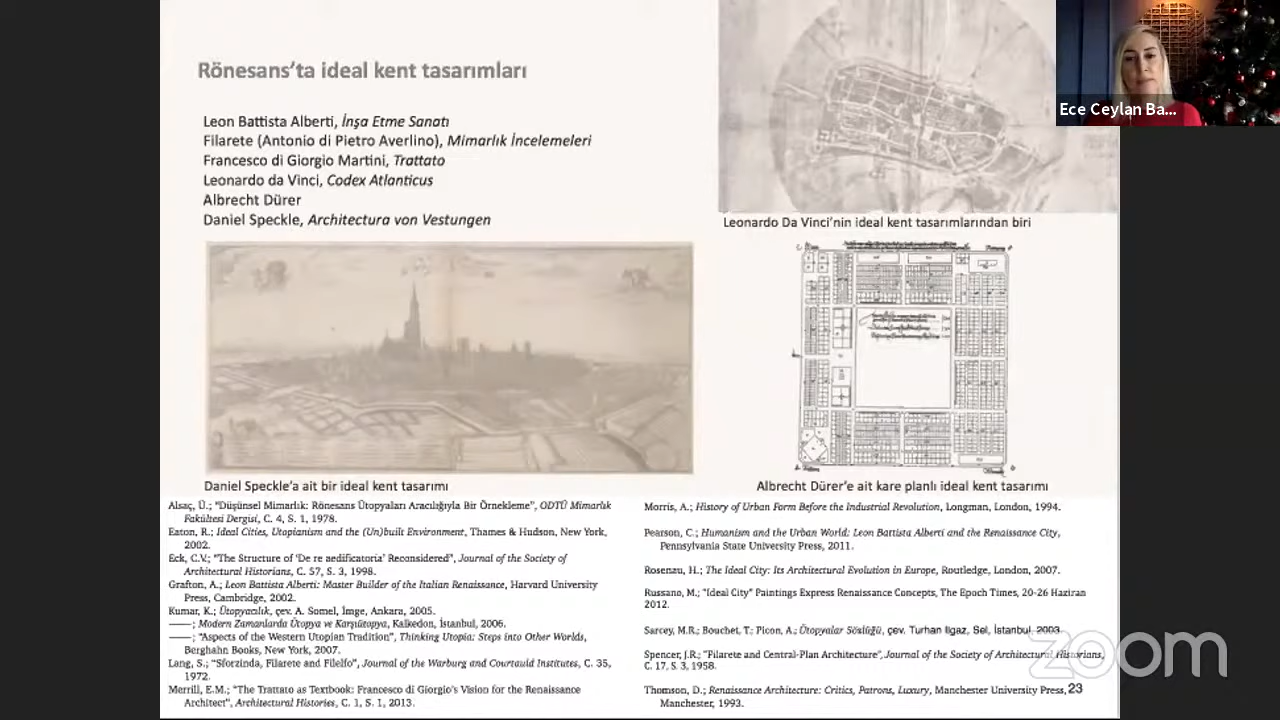 Rönesans'ta ideal kent tasarımları
Leon Battista Alberti, İnşa Etme Sanatı
Filarete (Antonio di Pietro Averlino), Mimarlık İncelemeleri
Francesco di Giorgio Martini, Trattato
Leonardo da Vinci, Codex Atlanticus
Albrecht Dürer
Daniel Speckle, Architectura von Vestungen
Ece Ceylan Ba...
Leonardo Da Vinci'nin ideal kent tasarımlarından biri
Daniel Speckle'a ait bir ideal kent tasarımı
Albrecht Dürer'e ait kare planlı ideal kent tasarımı
Alsaç, Ü.; "Düşünsel Mimarlık: Rönesans Ütopyaları Aracılığıyla Bir Örnekleme", ODTÜ Mimarlık
Fakültesi Dergisi, C. 4, S. 1, 1978.
Eaton, R.; Ideal Cities, Utopianism and the (Un)built Environment, Thames & Hudson, New York,
2002.
Eck, C.V.; "The Structure of 'De re aedificatoria' Reconsidered", Journal of the Society of
Architectural Historians, C. 57, S. 3, 1998.
Grafton, A.; Leon Battista Alberti: Master Builder of the Italian Renaissance, Harvard University
Press, Cambridge, 2002.
Kumar, K.; Ütopyacılık, çev. A. Somel, İmge, Ankara, 2005.
——; Modern Zamanlarda Ütopya ve Karşıütopya, Kalkedon, İstanbul, 2006.
——; "Aspects of the Western Utopian Tradition", Thinking Utopia: Steps into Other Worlds,
Berghahn Books, New York, 2007.
Lang, S.; "Sforzinda, Filarete and Filelfo", Journal of the Warburg and Courtauld Institutes, C. 35,
1972.
Merrill, E.M.; "The Trattato as Textbook: Francesco di Giorgio's Vision for the Renaissance
Architect", Architectural Histories, C. 1, S. 1, 2013.
Morris, A.; History of Urban Form Before the Industrial Revolution, Longman, London, 1994.
Pearson, C.; Humanism and the Urban World: Leon Battista Alberti and the Renaissance City,
Pennsylvania State University Press, 2011.
Rosenau, H.; The Ideal City: Its Architectural Evolution in Europe, Routledge, London, 2007.
Russano, M.; "Ideal City" Paintings Express Renaissance Concepts, The Epoch Times, 20-26 Haziran
2012.
Sarcey, M.R.; Bouchet, T.; Picon, A.; Ütopyalar Sözlüğü, çev. Turhan Ilgaz, Sel, İstanbul, 2003.
Spencer, J.R.; "Filarete and Central-Plan Architecture", Journal of the Society of Architectural Historians,
C. 17, S. 3, 1958.
Thomson, D.; Renaissance Architecture: Critics, Patrons, Luxury, Manchester University Press,
Manchester, 1993.
23
zoom